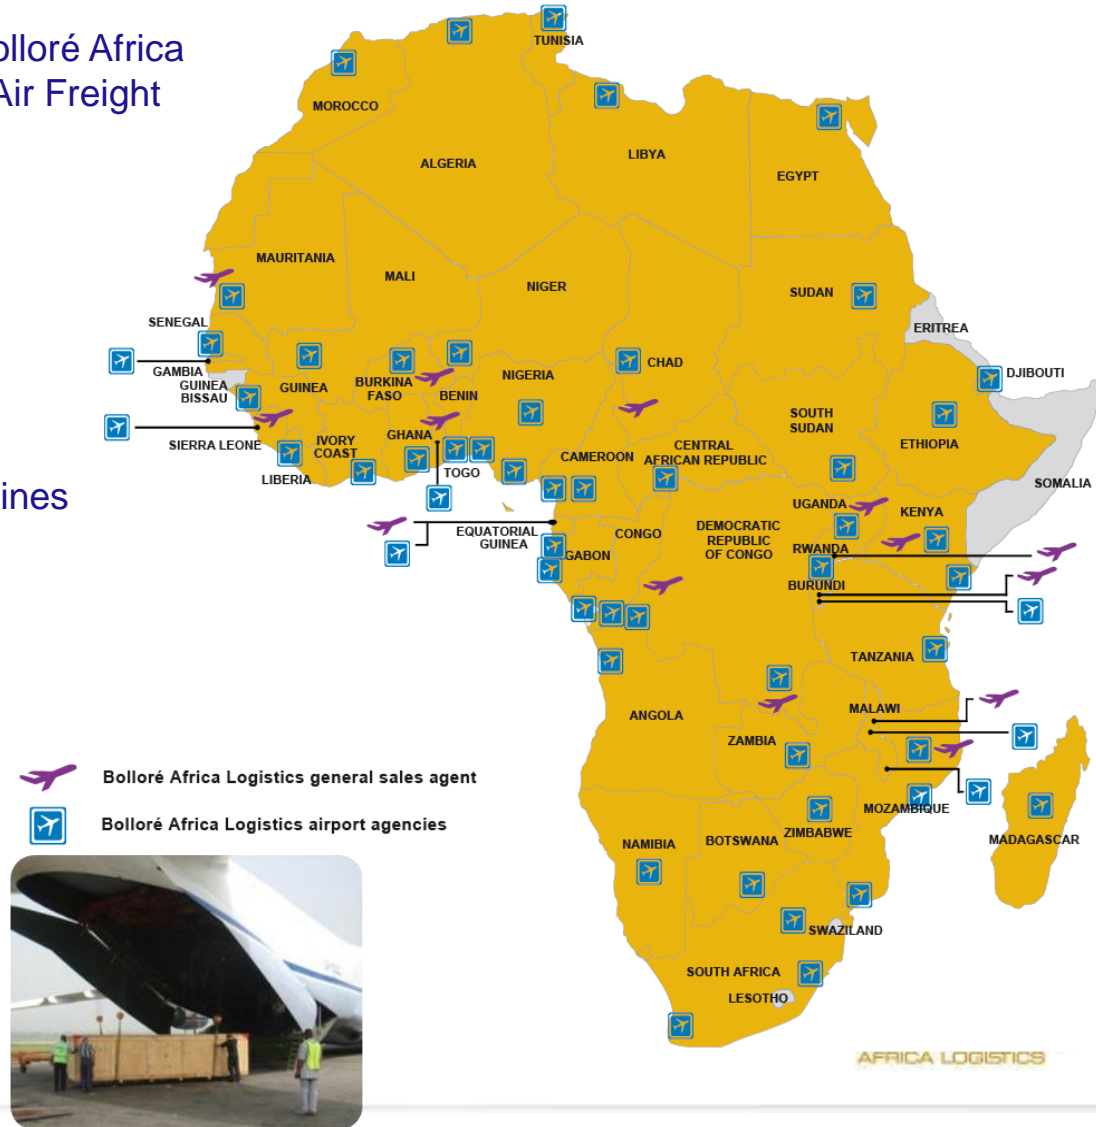 olloré Africa
Air Freight
ines
TUNISIA
MOROCCO
ALGERIA
LIBYA
EGYPT
MAURITANIA
MALI
NIGER
SUDAN
ERITREA
SENEGAL
GAMBIA
GUINEA
BISSAU
GUINEA
BURKINA
FASO
BENIN
NIGERIA
CHAD
DJIBOUTI
SIERRA LEONE
LIBERIA
IVORY
COAST
GHANA
TOGO
CAMEROON
CENTRAL
AFRICAN REPUBLIC
SOUTH
SUDAN
ETHIOPIA
SOMALIA
EQUATORIAL
GUINEA
GABON
CONGO
DEMOCRATIC
REPUBLIC
OF CONGO
UGANDA
KENYA
RWANDA
BURUNDI
TANZANIA
ANGOLA
MALAWI
ZAMBIA
MOZAMBIQUE
ZIMBABWE
MADAGASCAR
NAMIBIA
BOTSWANA
SWAZILAND
SOUTH AFRICA
LESOTHO
Bolloré Africa Logistics general sales agent
Bolloré Africa Logistics airport agencies
AFRICA LOGISTICS